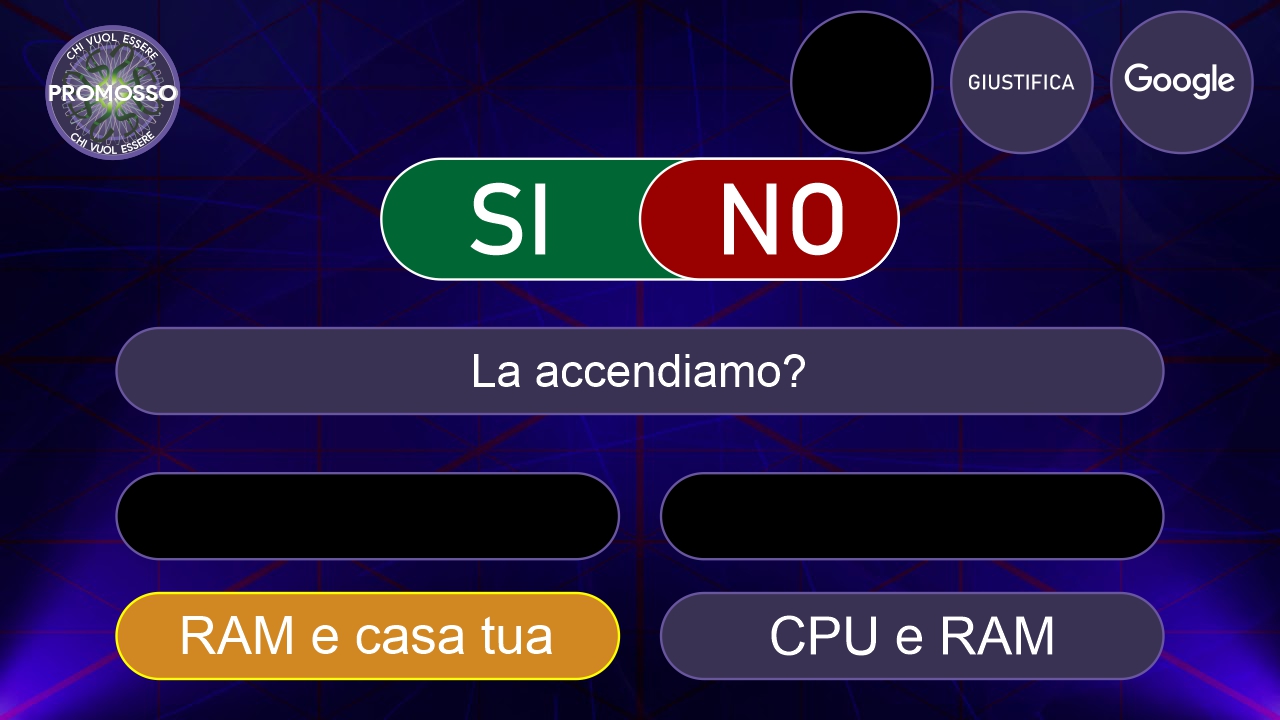 CHI VUOL ESSERE
PROMOSSO
CHI VUOL ESSERE
GIUSTIFICA
Google
SI
NO
La accendiamo?
RAM e casa tua
CPU e RAM